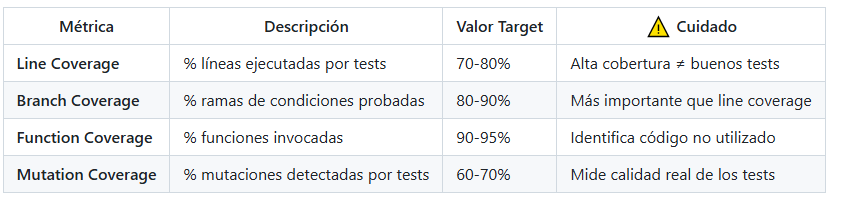 Métrica Descripción Valor Target ⚠️ Cuidado
Line Coverage % líneas ejecutadas por tests 70-80% Alta cobertura ≠ buenos tests
Branch Coverage % ramas de condiciones probadas 80-90% Más importante que line coverage
Function Coverage % funciones invocadas 90-95% Identifica código no utilizado
Mutation Coverage % mutaciones detectadas por tests 60-70% Mide calidad real de los tests